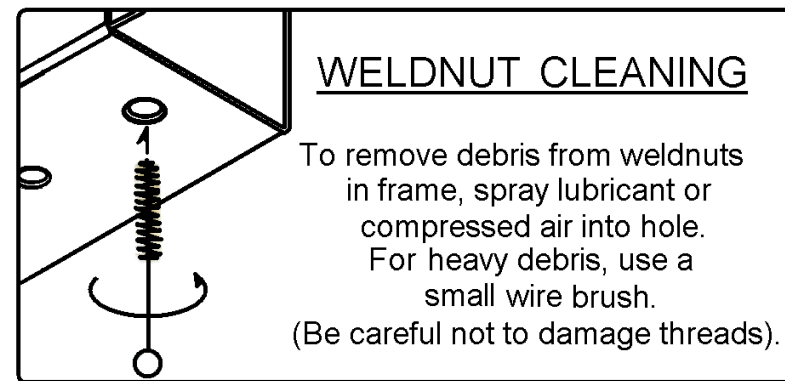 WELDNUT CLEANING
To remove debris from weldnuts
in frame, spray lubricant or
compressed air into hole.
For heavy debris, use a
small wire brush.
(Be careful not to damage threads).